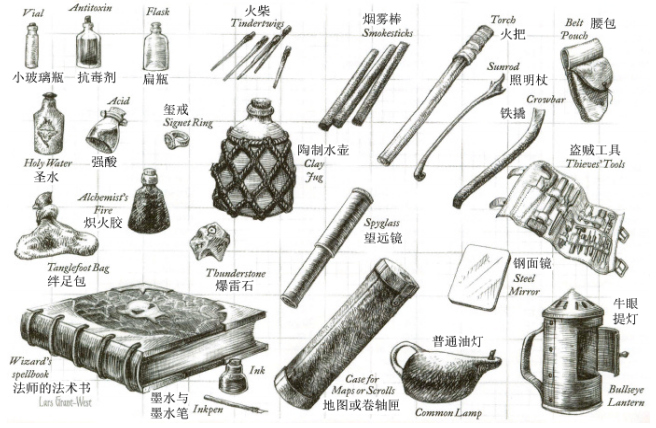 Vial
小玻璃瓶
Antitoxin
抗毒剂
Flask
扁瓶
火柴
Tindertwigs
烟雾棒
Smokesticks
Torch
火把
Belt
Pouch
腰包
Sunrod
照明杖
Crowbar
铁撬
Holy Water
圣水
Acid
强酸
玺戒
Signet Ring
陶制水壶
Clay
Jug
盗贼工具
Thieves' Tools
Alchemist's
Fire
炽火胶
Tanglefoot Bag
绊足包
Thunderstone
爆雷石
Spyglass
望远镜
钢面镜
Steel
Mirror
牛眼
提灯
Bullseye
Lantern
Wizard's
spellbook
法师的法术书
Lars Grant-West
Ink
墨水与
墨水笔
Inkpen
Case for
Maps or Scrolls
地图或卷轴匣
普通油灯
Common Lamp